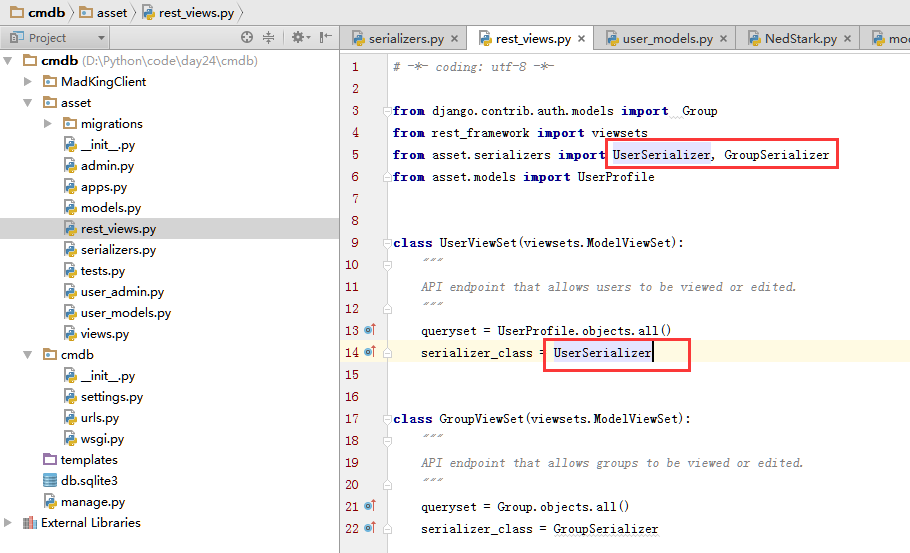 cmdb asset rest_views.py
Project
serializers.py rest_views.py user_models.py NedStark.py
cmdb (D:\Python\code\day24\cmdb)
MadKingClient
asset
migrations
__init__.py
admin.py
apps.py
models.py
rest_views.py
serializers.py
tests.py
user_admin.py
user_models.py
views.py
cmdb
__init__.py
settings.py
urls.py
wsgi.py
templates
db.sqlite3
manage.py
External Libraries
1 # -*- coding: utf-8 -*-
2
3 from django.contrib.auth.models import  Group
4 from rest_framework import viewsets
5 from asset.serializers import UserSerializer, GroupSerializer
6 from asset.models import UserProfile
7
8
9 class UserViewSet(viewsets.ModelViewSet):
10 """
11 API endpoint that allows users to be viewed or edited.
12 """
13 queryset = UserProfile.objects.all()
14 serializer_class = UserSerializer
15
16
17 class GroupViewSet(viewsets.ModelViewSet):
18 """
19 API endpoint that allows groups to be viewed or edited.
20 """
21 queryset = Group.objects.all()
22 serializer_class = GroupSerializer